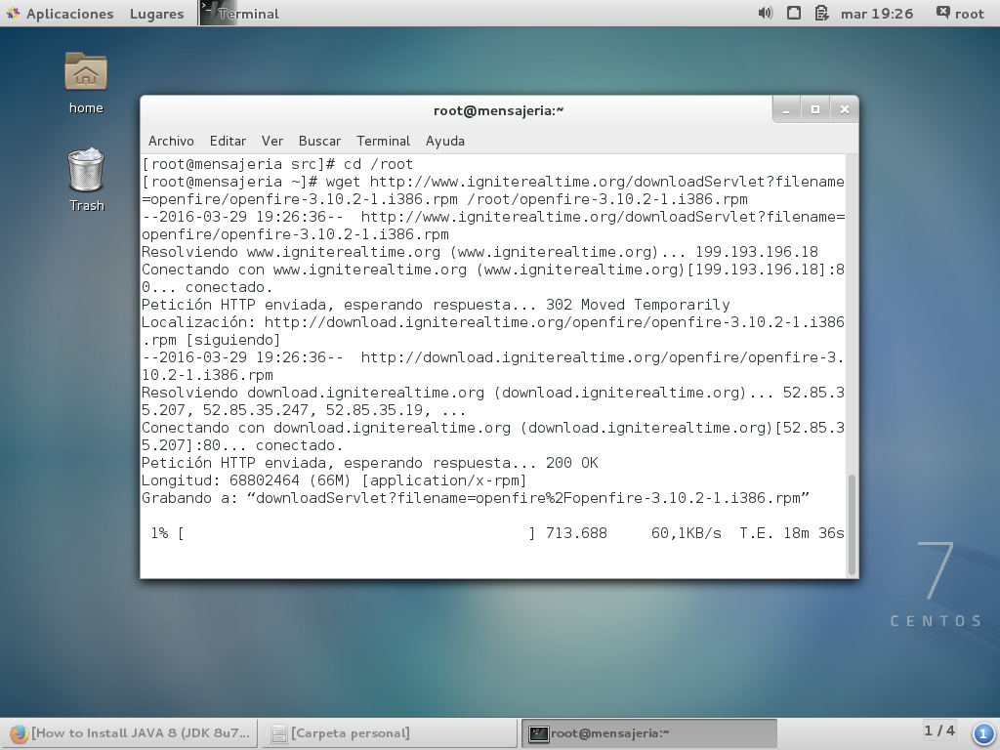 Aplicaciones Lugares Terminal mar 19:26 root
home
Trash
root@mensajeria:~
Archivo Editar Ver Buscar Terminal Ayuda
[root@mensajeria src]# cd /root
[root@mensajeria ~]# wget http://www.igniterealtime.org/downloadServlet?filename
=openfire/openfire-3.10.2-1.i386.rpm /root/openfire-3.10.2-1.i386.rpm
--2016-03-29 19:26:36--  http://www.igniterealtime.org/downloadServlet?filename=
openfire/openfire-3.10.2-1.i386.rpm
Resolviendo www.igniterealtime.org (www.igniterealtime.org)... 199.193.196.18
Conectando con www.igniterealtime.org (www.igniterealtime.org)[199.193.196.18]:8
0... conectado.
Petición HTTP enviada, esperando respuesta... 302 Moved Temporarily
Localización: http://download.igniterealtime.org/openfire/openfire-3.10.2-1.i386
.rpm [siguiendo]
--2016-03-29 19:26:36--  http://download.igniterealtime.org/openfire/openfire-3.
10.2-1.i386.rpm
Resolviendo download.igniterealtime.org (download.igniterealtime.org)... 52.85.3
5.207, 52.85.35.247, 52.85.35.19, ...
Conectando con download.igniterealtime.org (download.igniterealtime.org)[52.85.3
5.207]:80... conectado.
Petición HTTP enviada, esperando respuesta... 200 OK
Longitud: 68802464 (66M) [application/x-rpm]
Grabando a: “downloadServlet?filename=openfire%2Fopenfire-3.10.2-1.i386.rpm”
1% [                                       ] 713.688     60,1KB/s  T.E. 18m 36s
7
CENTOS
[How to Install JAVA 8 (JDK 8u7... [Carpeta personal] root@mensajeria:~ 1 / 4 1